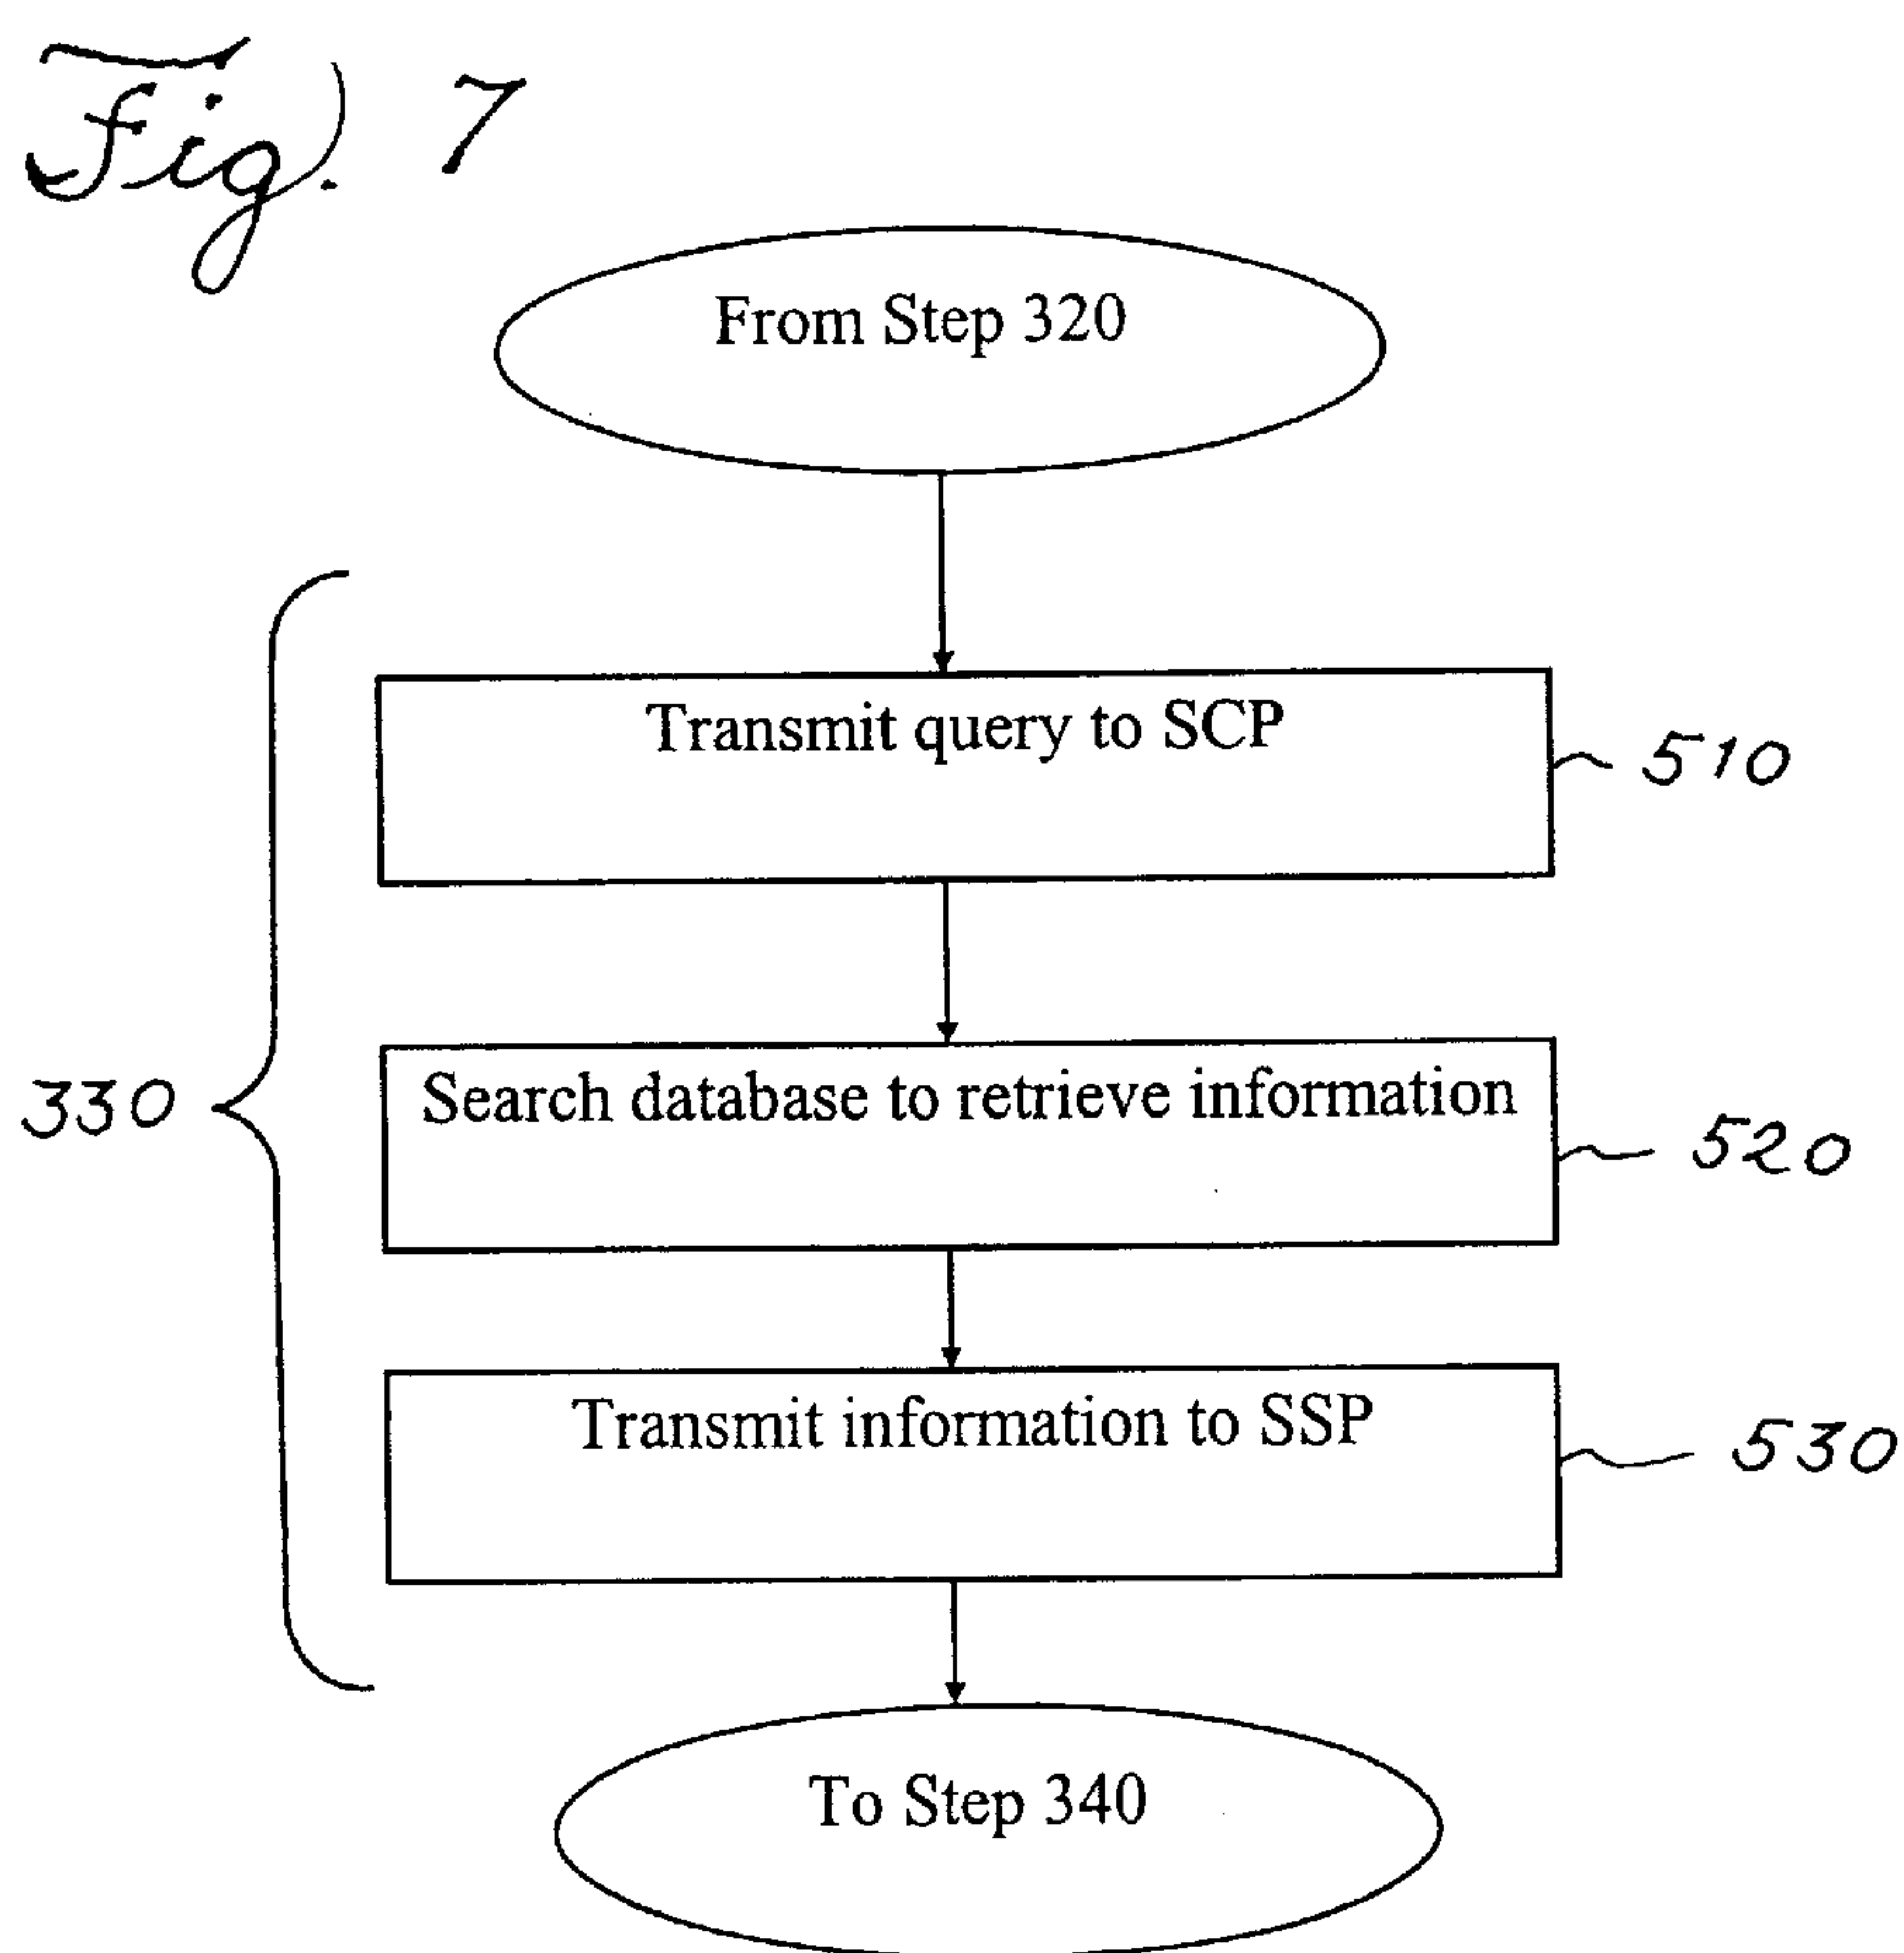 Fig. 7
From Step 320
Transmit query to SCP
510
330
Search database to retrieve information
520
Transmit information to SSP
530
To Step 340